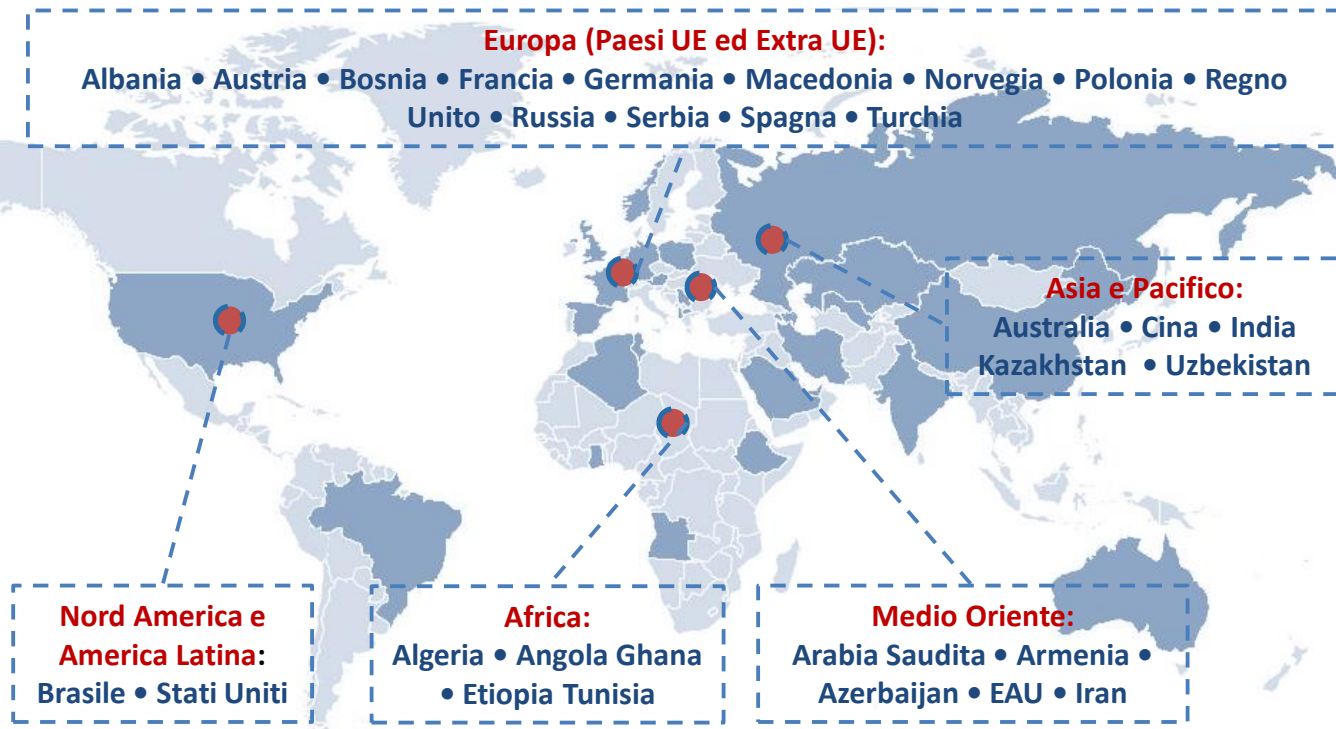 Europa (Paesi UE ed Extra UE):
Albania • Austria • Bosnia • Francia • Germania • Macedonia • Norvegia • Polonia • Regno
Unito • Russia • Serbia • Spagna • Turchia
Asia e Pacifico:
Australia • Cina • India
Kazakhstan • Uzbekistan
Nord America e
America Latina:
Brasile • Stati Uniti
Africa:
Algeria • Angola Ghana
• Etiopia Tunisia
Medio Oriente:
Arabia Saudita • Armenia •
Azerbaijan • EAU • Iran